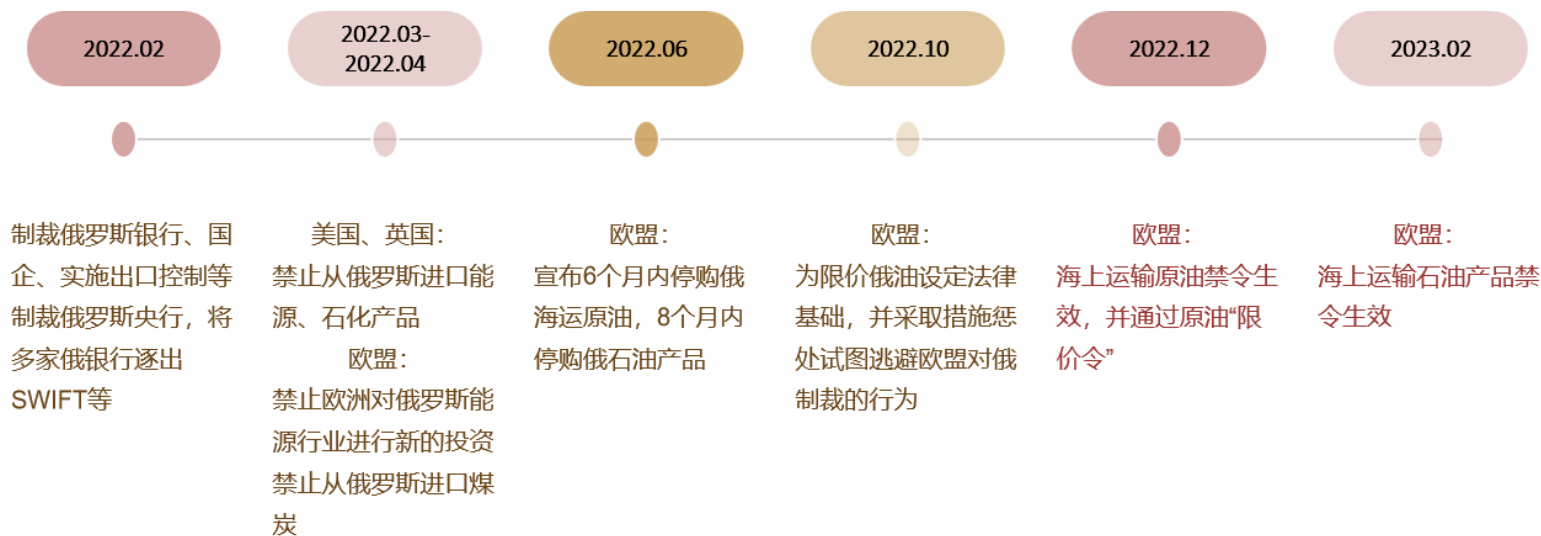 2022.02
2022.03-
2022.04
2022.06
2022.10
2022.12
2023.02
制裁俄罗斯银行、国
企、实施出口控制等
制裁俄罗斯央行，将
多家俄银行逐出
SWIFT等
美国、英国：
禁止从俄罗斯进口能
源、石化产品
欧盟：
禁止欧洲对俄罗斯能
源行业进行新的投资
禁止从俄罗斯进口煤
炭
欧盟：
宣布6个月内停购俄
海运原油，8个月内
停购俄石油产品
欧盟：
为限价俄油设定法律
基础，并采取措施惩
处试图逃避欧盟对俄
制裁的行为
欧盟：
海上运输原油禁令生
效，并通过原油“限
价令”
欧盟：
海上运输石油产品禁
令生效